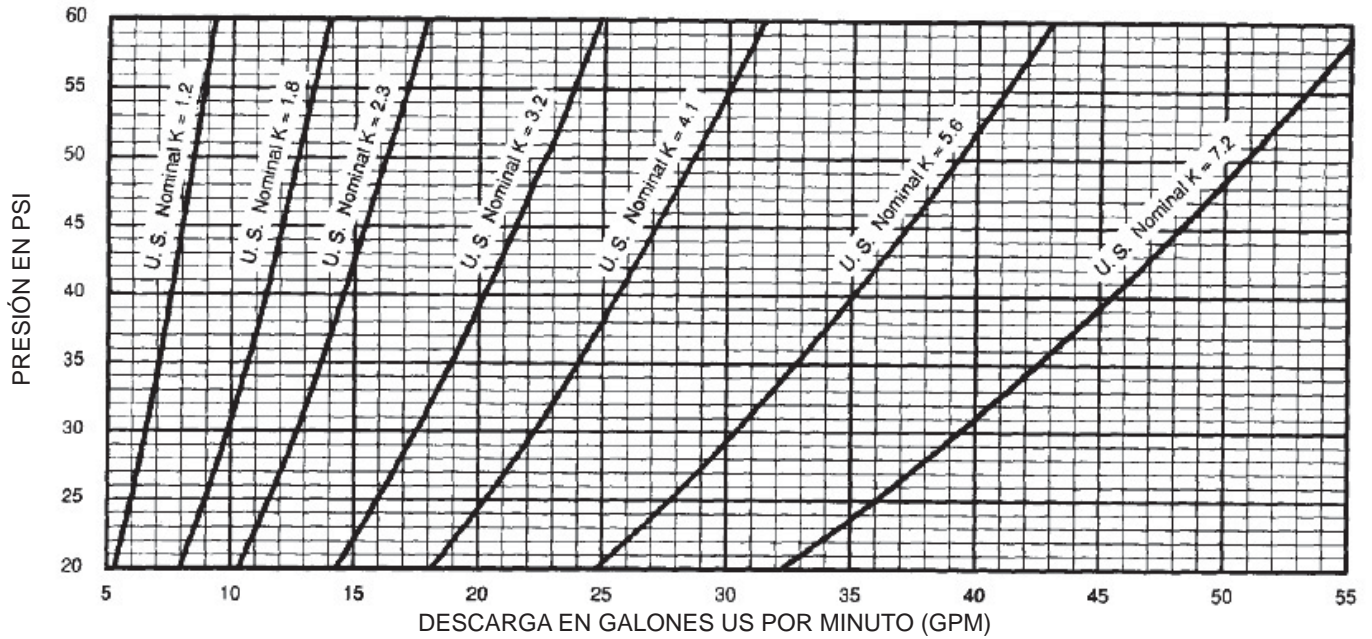 60
55
50
45
40
35
30
25
20
PRESIÓN EN PSI
U. S. Nominal K = 1.2
U. S. Nominal K = 1.8
U. S. Nominal K = 2.3
U. S. Nominal K = 3.2
U. S. Nominal K = 4.1
U. S. Nominal K = 5.6
U. S. Nominal K = 7.2
5 10 15 20 25 30 35 40 45 50 55
DESCARGA EN GALONES US POR MINUTO (GPM)